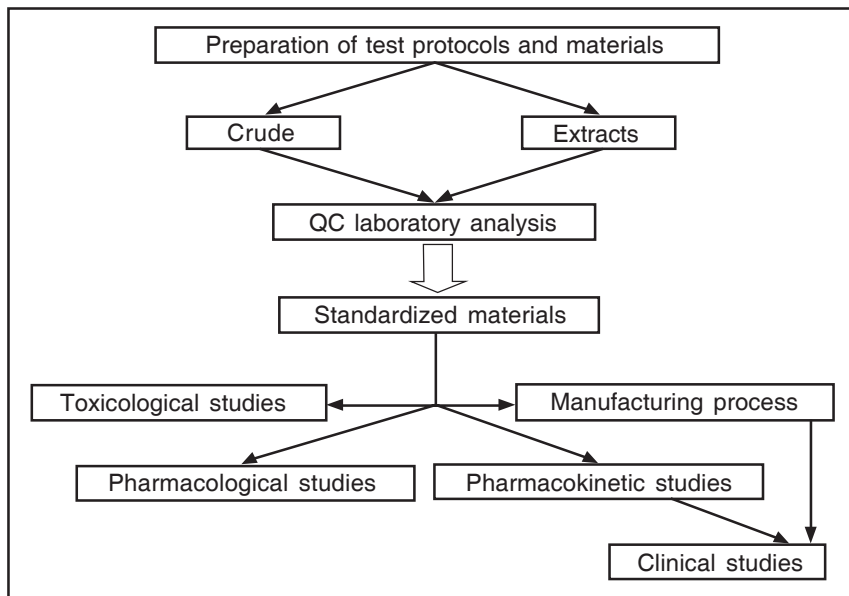 Preparation of test protocols and materials
Crude
Extracts
QC laboratory analysis
Standardized materials
Toxicological studies
Manufacturing process
Pharmacological studies
Pharmacokinetic studies
Clinical studies